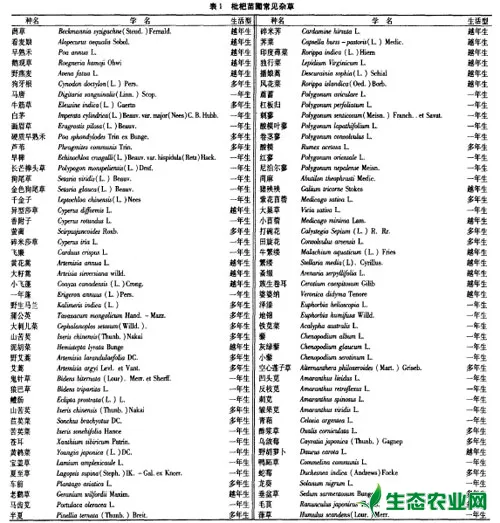 表1 枇杷苗圃常见杂草
名称 学名 生活型 名称 学名 生活型
茵草 Beckmannia syzigachne(Steud.)Fernald. 越年生 碎米荠 Cardamine hirsuta L. 越年生
看麦娘 Alopecurus aequalis Sobol. 越年生 荠菜 Capsella bursa-pastoris(L.) Medic. 越年生
早熟禾 Poa annua L. 越年生 印度蔊菜 Rorippa indica (L.) Hiern 越年生
鹅观草 Roegneria kamoji Ohwi 多年生 独行菜 Lepidium Virginicum L. 越年生
野燕麦 Avena fatua L. 越年生 播娘蒿 Descurainia sophia(L.) Schial 越年生
狗牙根 Cynodon dactylon(L.) Pers. 多年生 风花菜 Rorippa islandica(Oed.)Borb. 越年生
马唐 Digitaria sanguinalis(Linn.) Scop. 一年生 萹蓄 Polygonum aviculare L. 一年生
牛筋草 Eleusine indica(L.) Gaertn 一年生 杠板归 Polygonum perfoliatum L. 一年生
白茅 Imperata cylindrica(L.)Beauv. var. major(Nees)C. B. Hubb. 多年生 刺蓼 Polygonum senticosum(Meisn.) Franch.. et Savat. 一年生
画眉草 Eragrostis pilosa(L.) Beauv. 一年生 酸模叶蓼 Polygonum lapathifolium L. 一年生
硬质早熟禾 Poa sphondylodes Trin ex Bunge. 多年生 卷茎蓼 Polygonum convolvulus L. 一年生
芦苇 Phragmites communis Trin. 多年生 酸模 Rumex acetosa L. 多年生
旱稗 Echinochloa crusgalli(L.)Beauv. var. hispidula(Retz)Hack. 一年生 红蓼 Polygonum orientale L. 一年生
长芒棒头草 Polypogon monspeliensis(L.)Desf. 一年生 尼泊尔蓼 Polygonum nepalense Meisn. 一年生
狗尾草 Setaria viridis(L.) Beauv. 一年生 苘麻 Abutilon theophrasti Medic. 一年生
金色狗尾草 Setaria glauca(L.) Beauv. 一年生 猪殃殃 Galium tricorne Stokes 越年生
千金子 Leptochloa chinensis(L.)Nees 一年生 紫花苜蓿 Medicago sativa L. 多年生
异型莎草 Cyperus difformis L. 一年生 大巢菜 Vicia sativa L. 越年生
香附子 Cyperus rotundus L. 多年生 小苜蓿 Medicago minima Lam. 越年生
萤蔺 Scirpusjuncoides Roxb. 多年生 打碗花 Calystegia Sepium (L.) R. Br. 多年生
碎米莎草 Cyperus iria L. 一年生 田旋花 Convolvulus arvensis L. 多年生
飞廉 Carduus crispus L. 越年生 牛繁缕 Malachium aquaticum (L.) Fries 越年生
黄花蒿 Artemisia annua L. 越年生 繁缕 Stellaria media(L). Cyrillus. 越年生
大籽蒿 Artemisia sieversiana willd. 越年生 蚤缀 Arenaria serpyllifolia L. 越年生
小飞蓬 Conyza canadensis(L.) Cronq. 越年生 簇生卷耳 Cerastium caespitosum Gilib 越年生
一年蓬 Erigeron annuus (L.) Pers. 一年生 婆婆纳 Veronica didyma Tenore 越年生
野生马兰 Kalimeris indica (L.) 多年生 泽漆 Euphorbia helioscopia L. 越年生
蒲公英 Taraxacum mongolicum Hand.-Mazz. 多年生 地锦 Euphorbia humifusa Willd. 一年生
大刺儿菜 Cephalanoplos setosum (Willd.). 多年生 铁苋菜 Acalypha australis L. 一年生
山苦荬 Ixeris chinensis(Thunb.)Nakai 多年生 藜 Chenopodium album L. 一年生
泥胡菜 Hemistepta lyrata Bunge 越年生 灰绿藜 Chenopodium glaucum L. 一年生
野艾蒿 Artemisia lavandulaefolia DC. 多年生 小藜 Chenopodium serotinum L. 一年生
艾蒿 Artemisia argyi Levl. et Vant. 多年生 空心莲子草 Alternanthera philoxeroides (Mart.) Griseb. 多年生
鬼针草 Bidens biternata (Lour). Merr. et Sherff. 一年生 凹头苋 Amaranthus lividus L. 一年生
狼巴草 Bidens tripartita L. 一年生 反枝苋 Amaranthus retroflexus L. 一年生
鳢肠 Eclipta prostrata(L.) L. 一年生 刺苋 Amaranthus spinosus L. 一年生
山苦荬 Ixeris chinensis (Thunb.)Nakai 多年生 皱果苋 Amaranthus viridis L. 一年生
苦苣菜 Sonchus brachyotus DC. 多年生 青葙 Celosia argentea L. 一年生
苦荬菜 Ixeris sonchifolia Hance 多年生 酢浆草 Oxalis corniculata L. 多年生
苍耳 Xanthium sibiricum Patrin. 一年生 乌蔹莓 Cayratia japonica (Thunb.) Gagnep 多年生
黄鹌菜 Youngia japonica (L.)DC. 一年生 野胡萝卜 Daucus carota L. 越年生
宝盖草 Lamium amplexicaule L. 一年生 鸭跖草 Commelina communis L. 一年生
夏至草 Lagopsis supina(Steph.)IK.-Gal. ex Knorr. 一年生 蛇莓 Duchesnea indica (Andrews)Focke 多年生
车前 Plantago asiatica L. 多年生 龙葵 Solanum nigrum L. 一年生
老鹳草 Geranium wilfordii Maxim. 越年生 垂盆草 Sedum sarmentosum Bunge 多年生
马齿苋 Portulaca oleracea L. 一年生 毛茛 Ranunculus japonicus
半夏 Pinellia ternata (Thunb.) Breit. 多年生 葎草 Humulus scandens(Lour.) Merr.
生态农业网